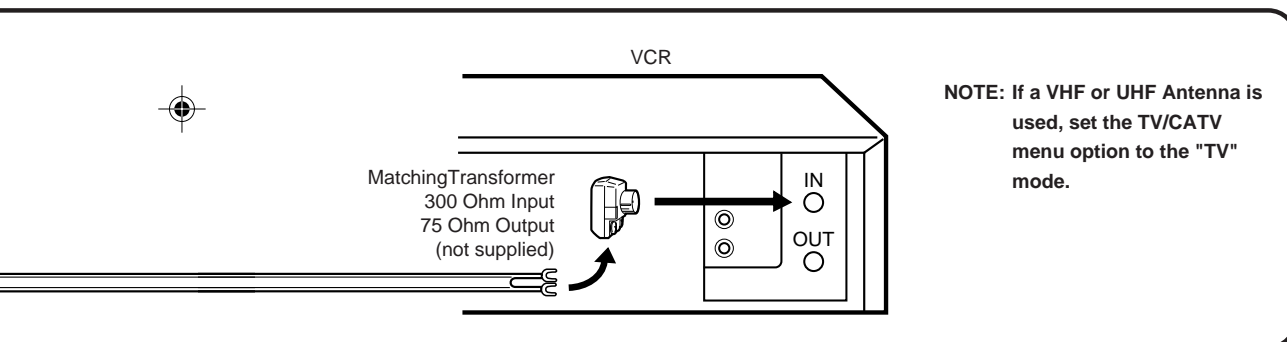 VCR
MatchingTransformer
300 Ohm Input
75 Ohm Output
(not supplied)
IN
OUT
NOTE: If a VHF or UHF Antenna is
used, set the TV/CATV
menu option to the "TV"
mode.